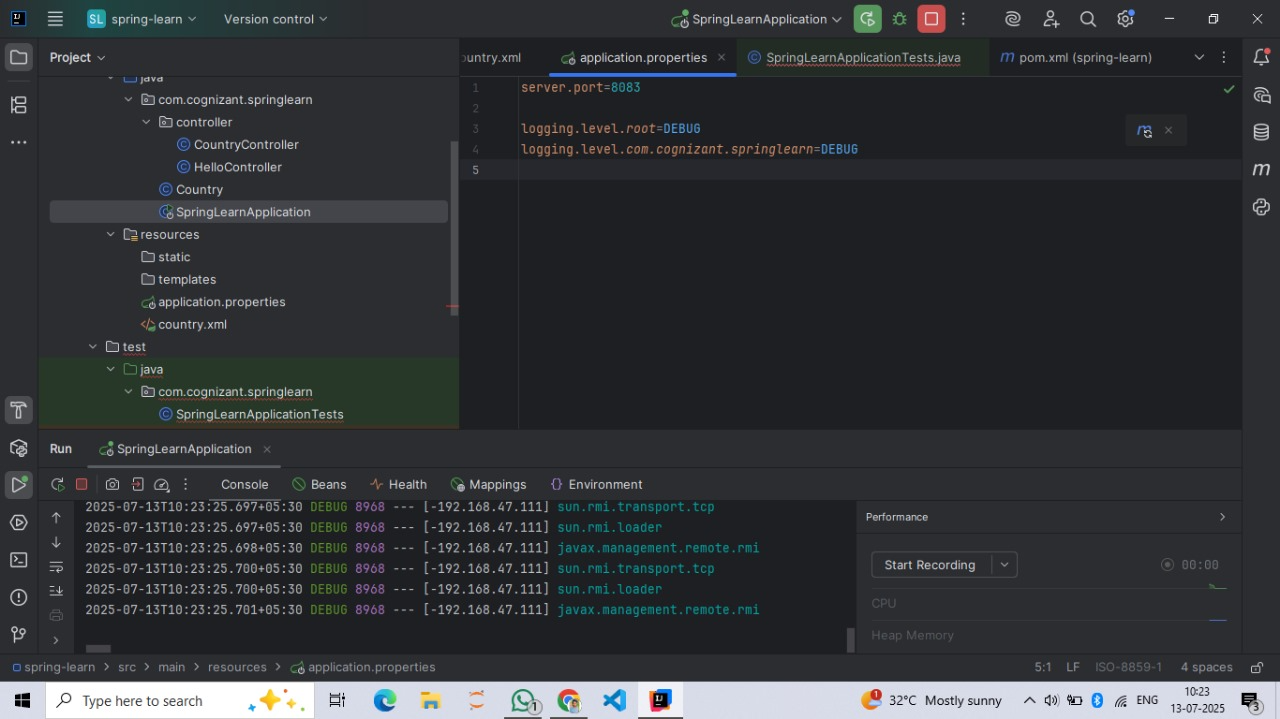 SL spring-learn Version control SpringLearnApplication
Project
ountry.xml application.properties SpringLearnApplicationTests.java pom.xml (spring-learn)
java
com.cognizant.springlearn
controller
CountryController
HelloController
Country
SpringLearnApplication
resources
static
templates
application.properties
country.xml
test
java
com.cognizant.springlearn
SpringLearnApplicationTests
1 server.port=8083
2
3 logging.level.root=DEBUG
4 logging.level.com.cognizant.springlearn=DEBUG
5
Run SpringLearnApplication
Console Beans Health Mappings Environment
2025-07-13T10:23:25.697+05:30 DEBUG 8968 --- [-192.168.47.111] sun.rmi.transport.tcp
2025-07-13T10:23:25.697+05:30 DEBUG 8968 --- [-192.168.47.111] sun.rmi.loader
2025-07-13T10:23:25.698+05:30 DEBUG 8968 --- [-192.168.47.111] javax.management.remote.rmi
2025-07-13T10:23:25.700+05:30 DEBUG 8968 --- [-192.168.47.111] sun.rmi.transport.tcp
2025-07-13T10:23:25.700+05:30 DEBUG 8968 --- [-192.168.47.111] sun.rmi.loader
2025-07-13T10:23:25.701+05:30 DEBUG 8968 --- [-192.168.47.111] javax.management.remote.rmi
Performance
Start Recording 00:00
CPU
Heap Memory
spring-learn > src > main > resources > application.properties 5:1 LF ISO-8859-1 4 spaces
Type here to search 1 1 32°C Mostly sunny ENG 10:23
13-07-2025 3